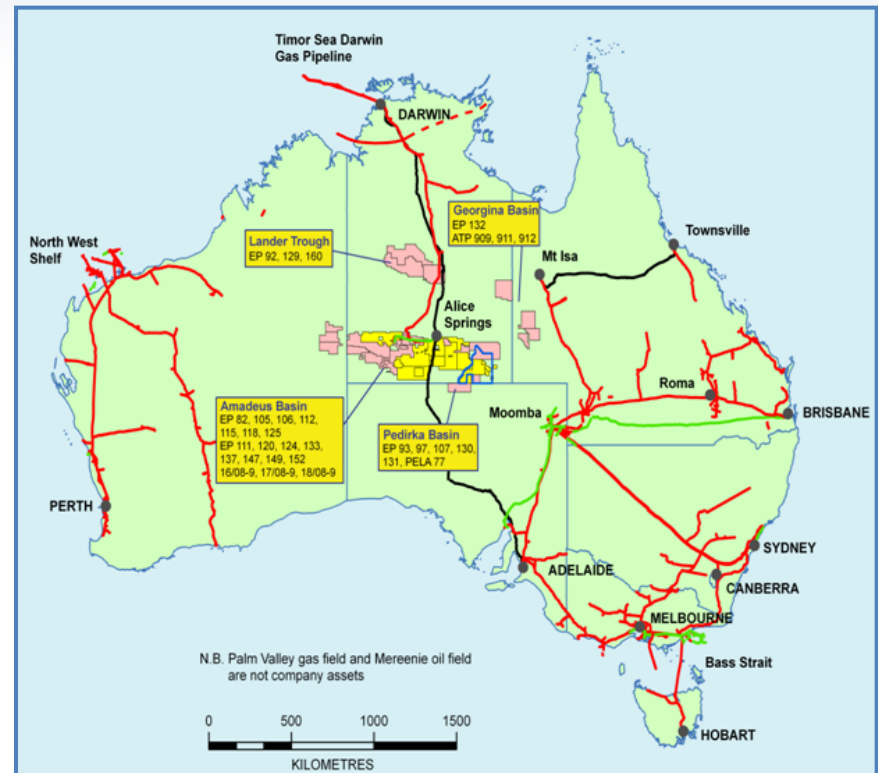 Timor Sea Darwin
Gas Pipeline
DARWIN
Georgina Basin
EP 132
ATP 909, 911, 912
Townsville
Lander Trough
EP 92, 129, 160
North West
Shelf
Mt Isa
Alice
Springs
Roma
Moomba
BRISBANE
Amadeus Basin
EP 82, 105, 106, 112,
115, 118, 125
EP 111, 120, 124, 133,
137, 147, 149, 152
16/08-9, 17/08-9, 18/08-9
Pedirka Basin
EP 93, 97, 107, 130,
131, PELA 77
PERTH
SYDNEY
ADELAIDE
CANBERRA
MELBOURNE
N.B. Palm Valley gas field and Mereenie oil field
are not company assets
Bass Strait
0 500 1000 1500
KILOMETRES
HOBART